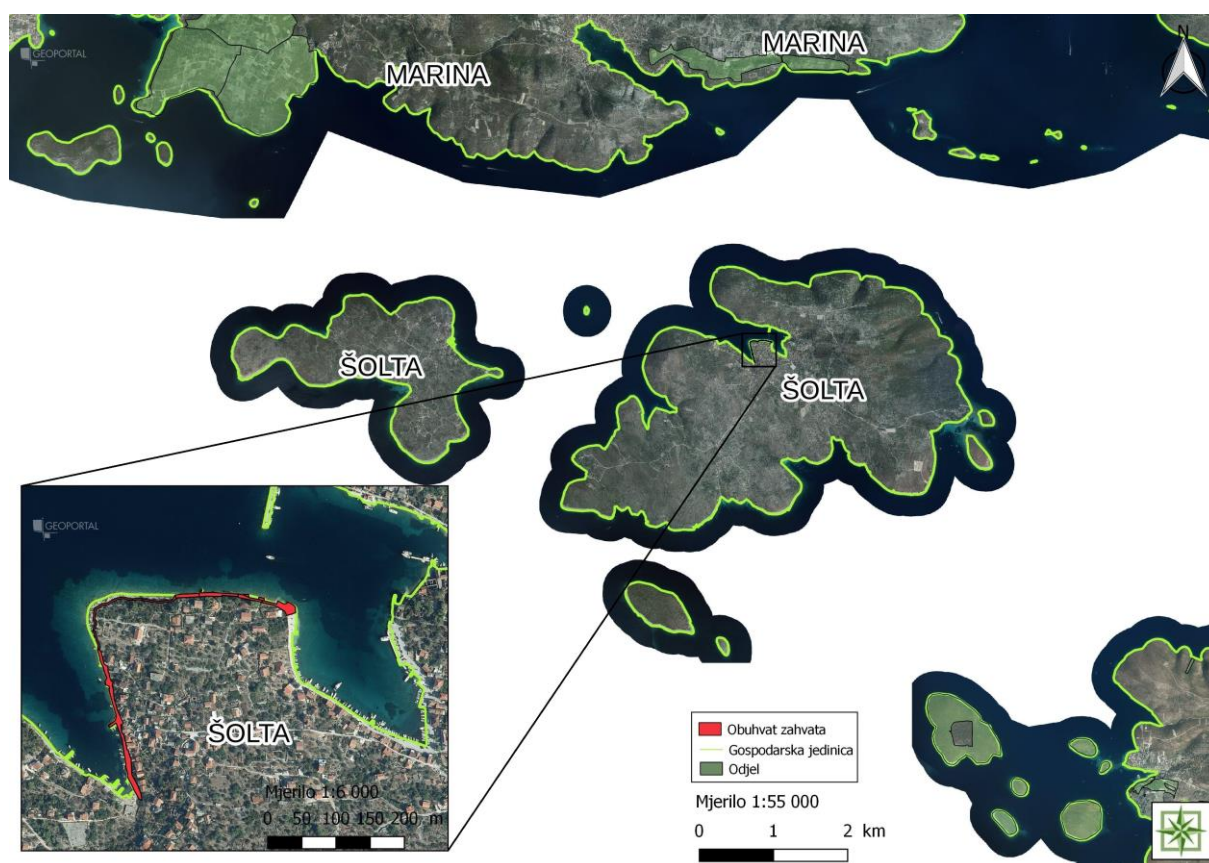 GEOPORTAL
MARINA
MARINA
N
ŠOLTA
ŠOLTA
GEOPORTAL
ŠOLTA
Mjerilo 1:6 000
0 50 100 150 200 m
Obuhvat zahvata
Gospodarska jedinica
Odjel
Mjerilo 1:55 000
0 1 2 km